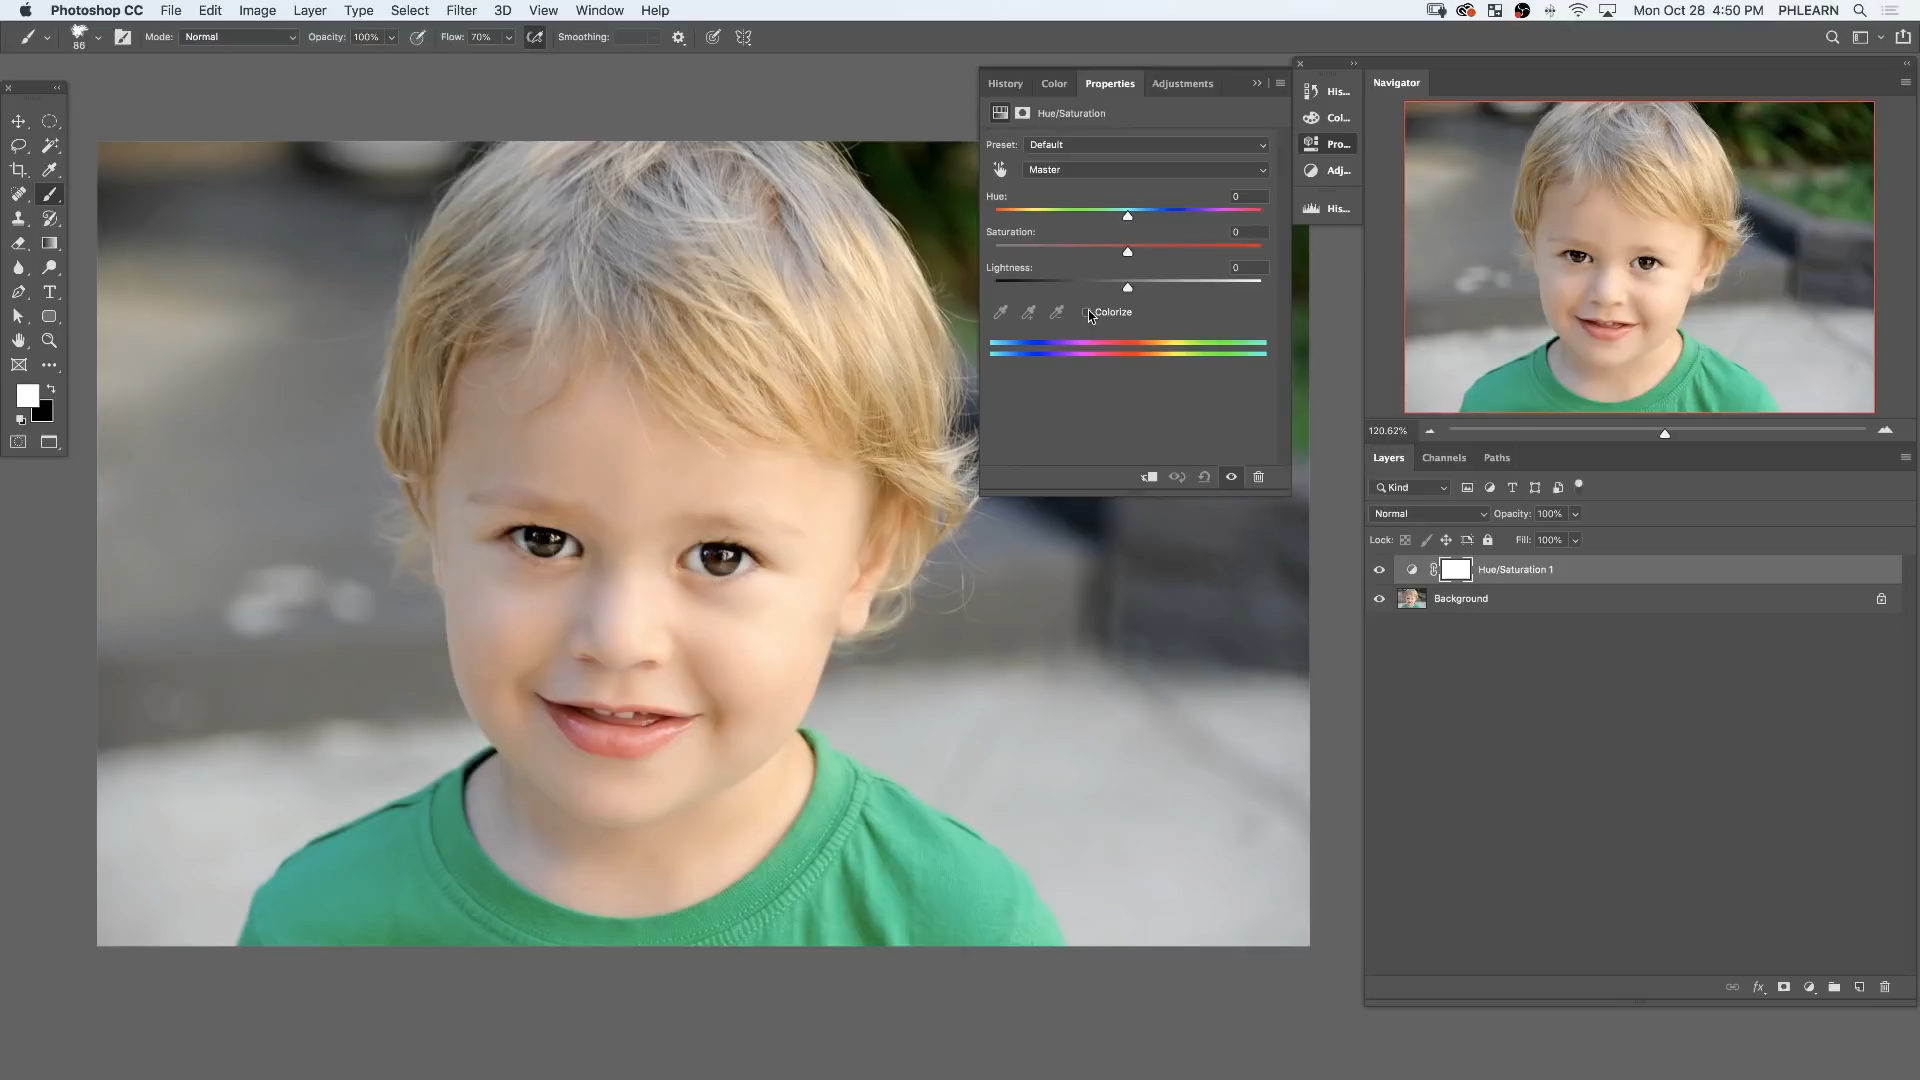 Photoshop CC File Edit Image Layer Type Select Filter 3D View Window Help Mon Oct 28 4:50 PM PHLEARN
86 Mode: Normal Opacity: 100% Flow: 70% Smoothing:
History Color Properties Adjustments
Hue/Saturation
Preset: Default
Master
Hue: 0
Saturation: 0
Lightness: 0
Colorize
His...
Col...
Pro...
Adj...
His...
Navigator
120.62%
Layers Channels Paths
Kind
Normal Opacity: 100%
Lock: Fill: 100%
Hue/Saturation 1
Background
fx